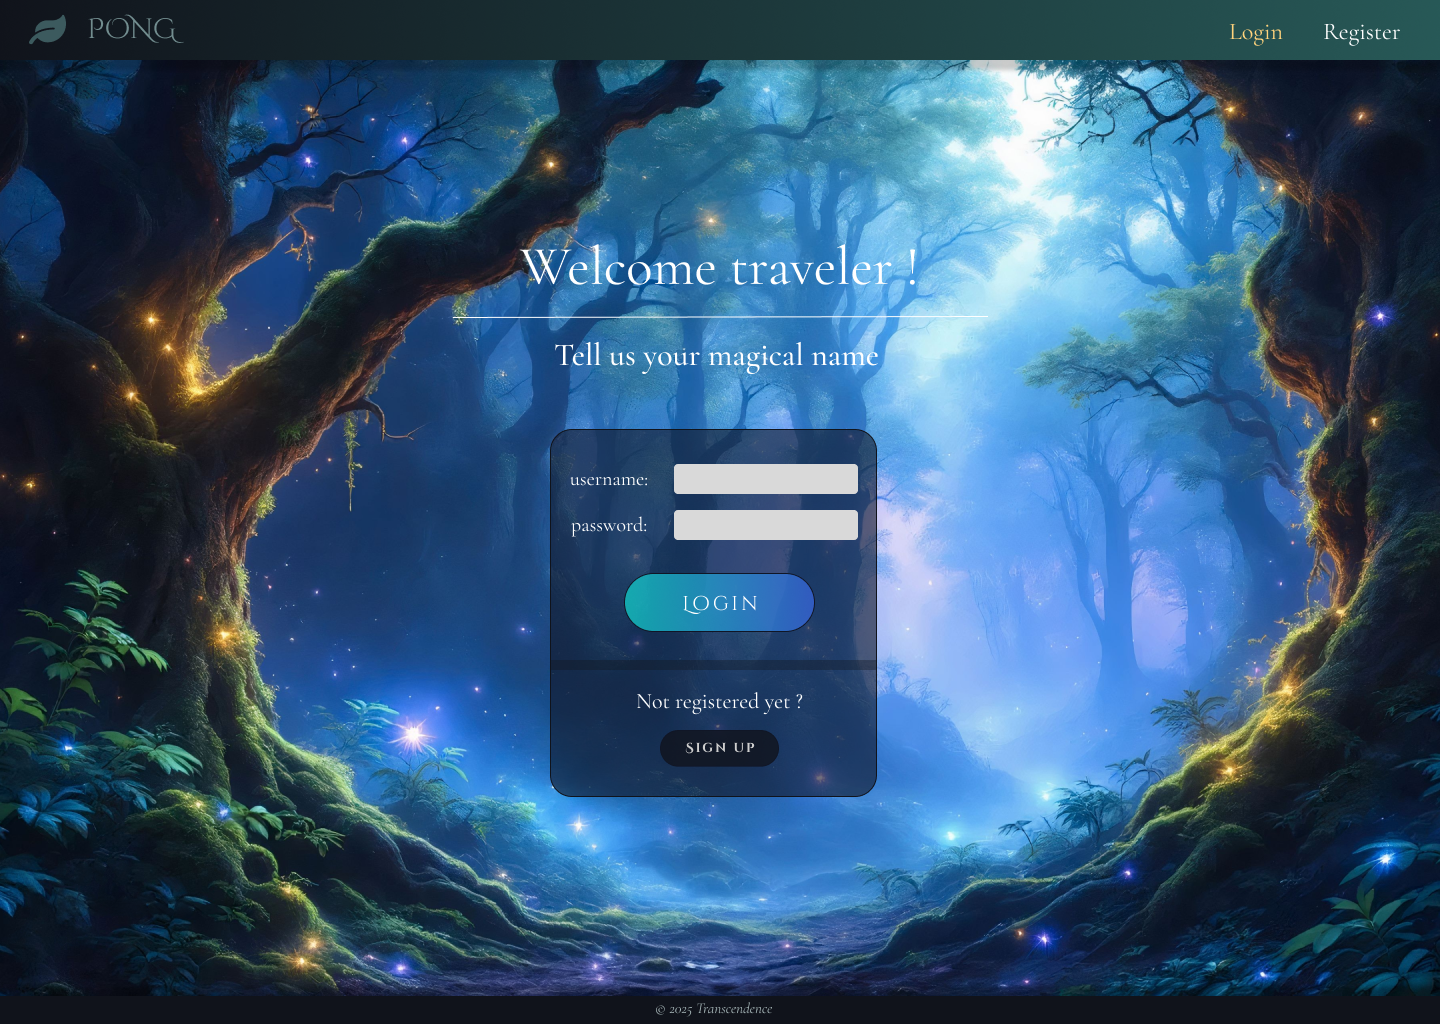 PONG
Login
Register
Welcome traveler !
Tell us your magical name
username:
password:
Login
Not registered yet ?
Sign up
© 2025 Transcendence